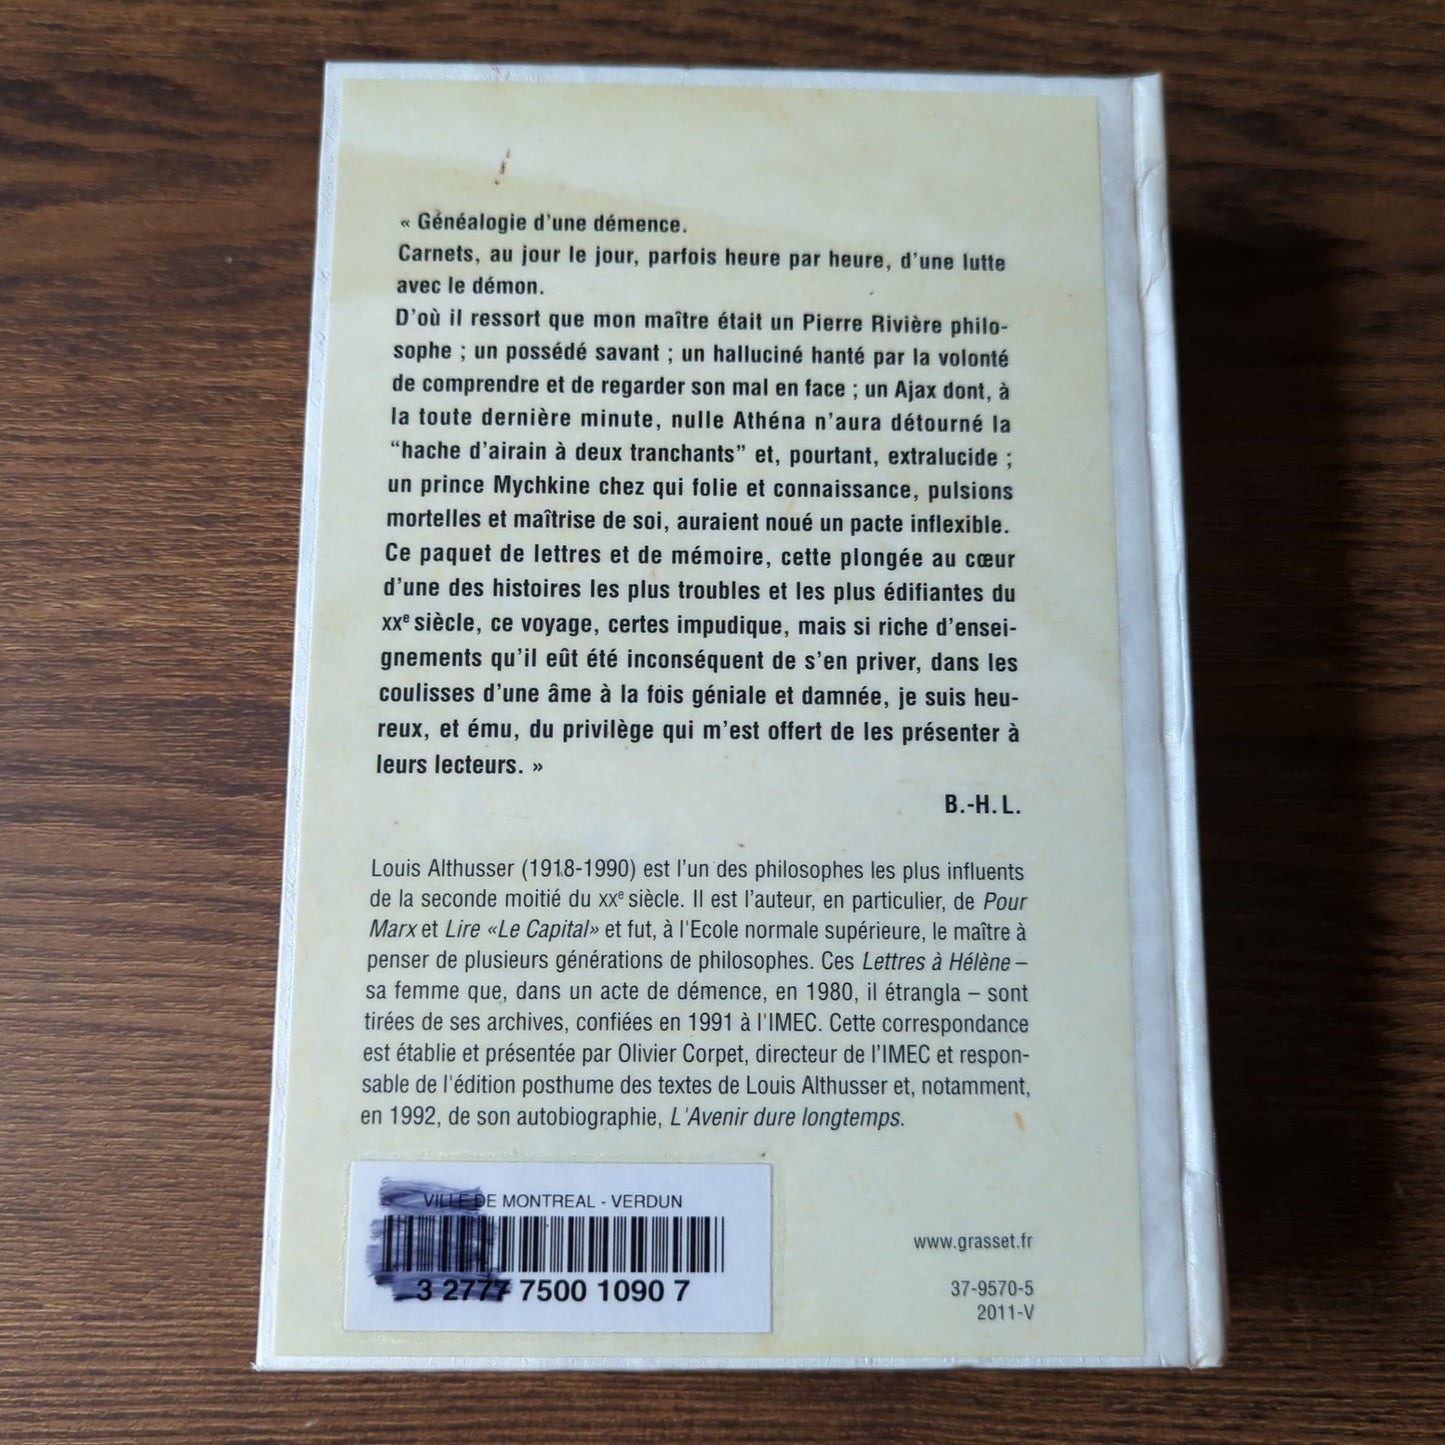 « Généalogie d'une démence.
Carnets, au jour le jour, parfois heure par heure, d'une lutte
avec le démon.
D'où il ressort que mon maître était un Pierre Rivière philo-
sophe ; un possédé savant ; un halluciné hanté par la volonté
de comprendre et de regarder son mal en face ; un Ajax dont, à
la toute dernière minute, nulle Athéna n'aura détourné la
“hache d'airain à deux tranchants” et, pourtant, extralucide ;
un prince Mychkine chez qui folie et connaissance, pulsions
mortelles et maîtrise de soi, auraient noué un pacte inflexible.
Ce paquet de lettres et de mémoire, cette plongée au cœur
d'une des histoires les plus troubles et les plus édifiantes du
XXe siècle, ce voyage, certes impudique, mais si riche d'ensei-
gnements qu'il eût été inconséquent de s'en priver, dans les
coulisses d'une âme à la fois géniale et damnée, je suis heu-
reux, et ému, du privilège qui m'est offert de les présenter à
leurs lecteurs. »
B.-H. L.
Louis Althusser (1918-1990) est l'un des philosophes les plus influents
de la seconde moitié du XXe siècle. Il est l'auteur, en particulier, de Pour
Marx et Lire «Le Capital» et fut, à l'Ecole normale supérieure, le maître à
penser de plusieurs générations de philosophes. Ces Lettres à Hélène –
sa femme que, dans un acte de démence, en 1980, il étrangla – sont
tirées de ses archives, confiées en 1991 à l'IMEC. Cette correspondance
est établie et présentée par Olivier Corpet, directeur de l'IMEC et respon-
sable de l'édition posthume des textes de Louis Althusser et, notamment,
en 1992, de son autobiographie, L'Avenir dure longtemps.
VILLE DE MONTREAL - VERDUN
3 2777 7500 1090 7
www.grasset.fr
37-9570-5
2011-V